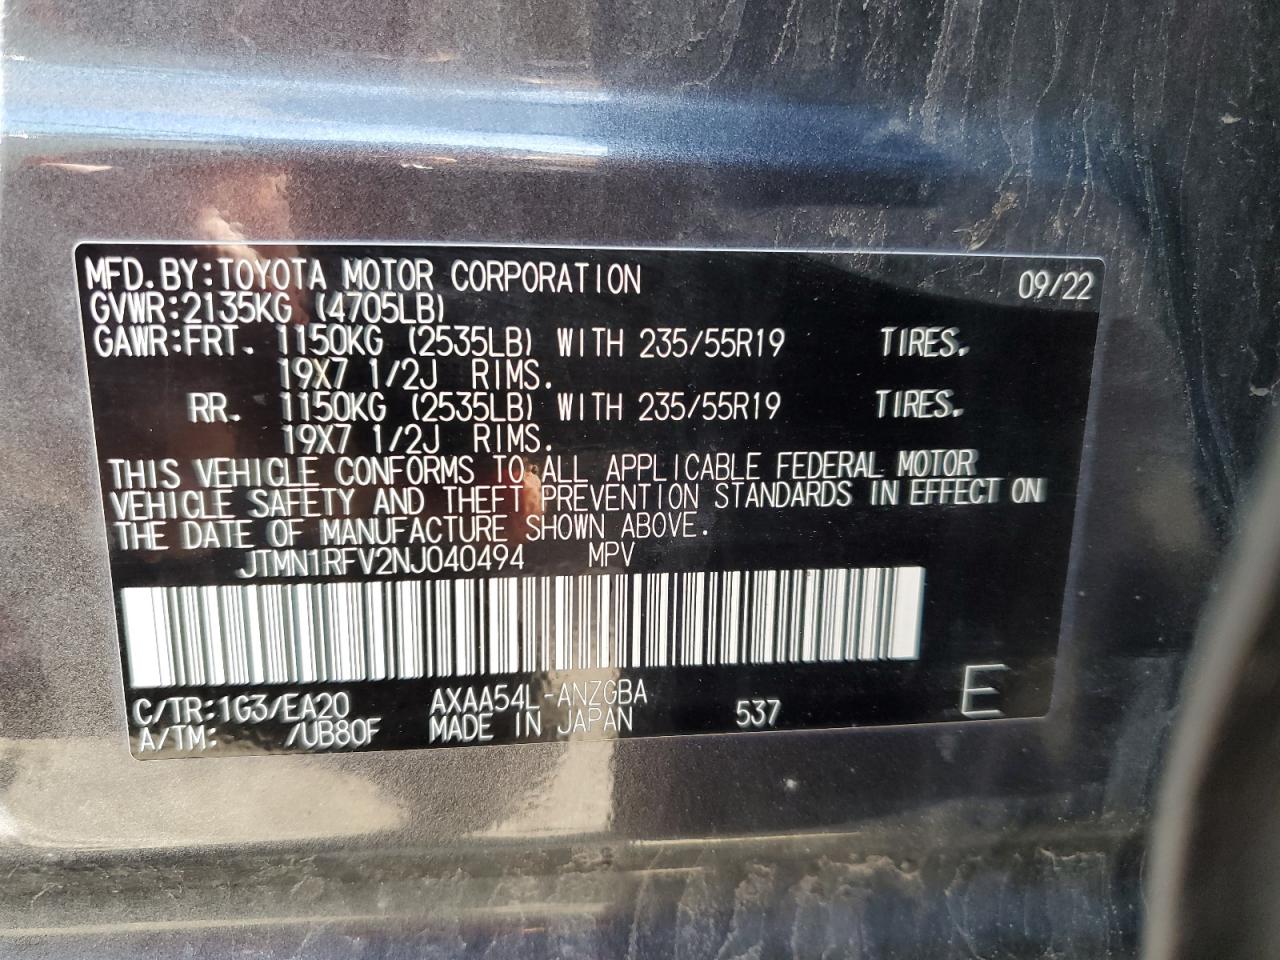 MFD.BY:TOYOTA MOTOR CORPORATION 09/22
GVWR:2135KG (4705LB)
GAWR:FRT. 1150KG (2535LB) WITH 235/55R19 TIRES.
19X7 1/2J RIMS.
RR. 1150KG (2535LB) WITH 235/55R19 TIRES.
19X7 1/2J RIMS.
THIS VEHICLE CONFORMS TO ALL APPLICABLE FEDERAL MOTOR
VEHICLE SAFETY AND THEFT PREVENTION STANDARDS IN EFFECT ON
THE DATE OF MANUFACTURE SHOWN ABOVE.
JTMN1RFV2NJ040494 MPV
C/TR:1G3/EA20 AXAA54L-ANZGBA 537 E
A/TM: /UB80F MADE IN JAPAN